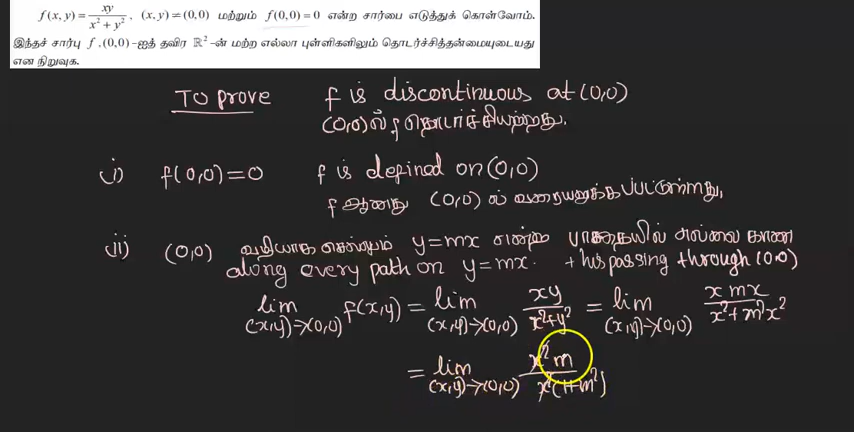 f(x, y) = xy / x² + y² , (x, y) ≠ (0,0) மற்றும் f(0,0) = 0 என்ற சார்பை எடுத்துக் கொள்வோம்.
இந்தச் சார்பு f , (0,0) -ஐத் தவிர ℝ² -ன் மற்ற எல்லா புள்ளிகளிலும் தொடர்ச்சித்தன்மையுடையது
என நிறுவுக.
To prove f is discontinuous at (0,0)
(0,0) ல் f தொடர்ச்சியற்றது.
i) f(0,0) = 0 f is defined on (0,0)
f ஆனது (0,0) ல் வரையறுக்கப்பட்டுள்ளது.
ii) (0,0) வழியாக செல்லும் y = mx என்ற பாதையில் எல்லை காண
along every path on y = mx. this passing through (0,0)
lim (x,y)→(0,0) f(x,y) = lim (x,y)→(0,0) xy / x²+y² = lim (x,y)→(0,0) x mx / x²+m²x²
= lim (x,y)→(0,0) x² m / x²(1+m²)